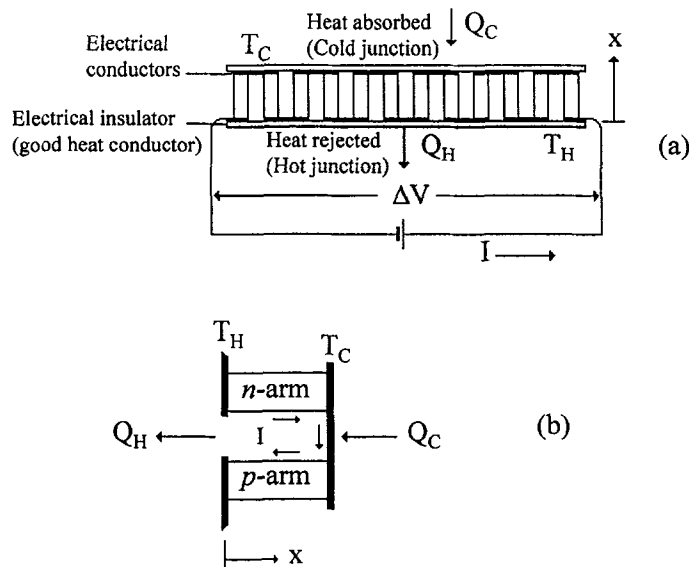 Heat absorbed
(Cold junction)
Q_C
T_C
x
Electrical
conductors
Electrical insulator
(good heat conductor)
Heat rejected
(Hot junction)
Q_H
T_H
(a)
ΔV
I
T_H
T_C
n-arm
Q_H
I
Q_C
(b)
p-arm
x